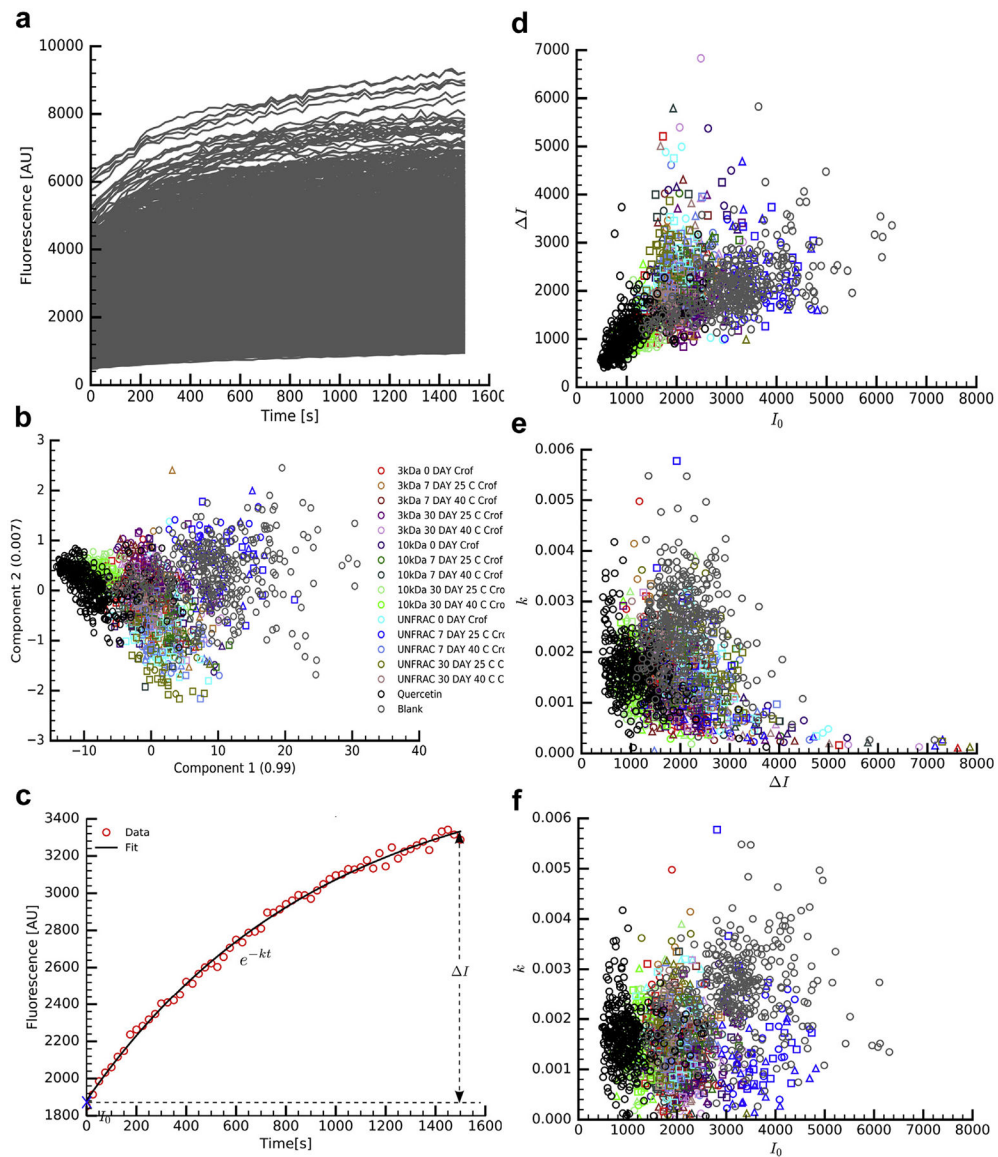 a
10000
8000
6000
4000
2000
0
Fluorescence [AU]
0 200 400 600 800 1000 1200 1400 1600
Time [s]
b
3
2
1
0
−1
−2
−3
Component 2 (0.007)
−10 0 10 20 30 40
Component 1 (0.99)
3kDa 0 DAY Crof
3kDa 7 DAY 25 C Crof
3kDa 7 DAY 40 C Crof
3kDa 30 DAY 25 C Crof
3kDa 30 DAY 40 C Crof
10kDa 0 DAY Crof
10kDa 7 DAY 25 C Crof
10kDa 7 DAY 40 C Crof
10kDa 30 DAY 25 C Crof
10kDa 30 DAY 40 C Crof
UNFRAC 0 DAY Crof
UNFRAC 7 DAY 25 C Crof
UNFRAC 7 DAY 40 C Crof
UNFRAC 30 DAY 25 C C
UNFRAC 30 DAY 40 C C
Quercetin
Blank
c
3400
3200
3000
2800
2600
2400
2200
2000
1800
Fluorescence [AU]
Data
Fit
e^{−kt}
ΔI
I₀
0 200 400 600 800 1000 1200 1400 1600
Time[s]
d
7000
6000
5000
4000
3000
2000
1000
0
ΔI
0 1000 2000 3000 4000 5000 6000 7000 8000
I₀
e
0.006
0.005
0.004
0.003
0.002
0.001
0.000
k
0 1000 2000 3000 4000 5000 6000 7000 8000
ΔI
f
0.006
0.005
0.004
0.003
0.002
0.001
0.000
k
0 1000 2000 3000 4000 5000 6000 7000 8000
I₀